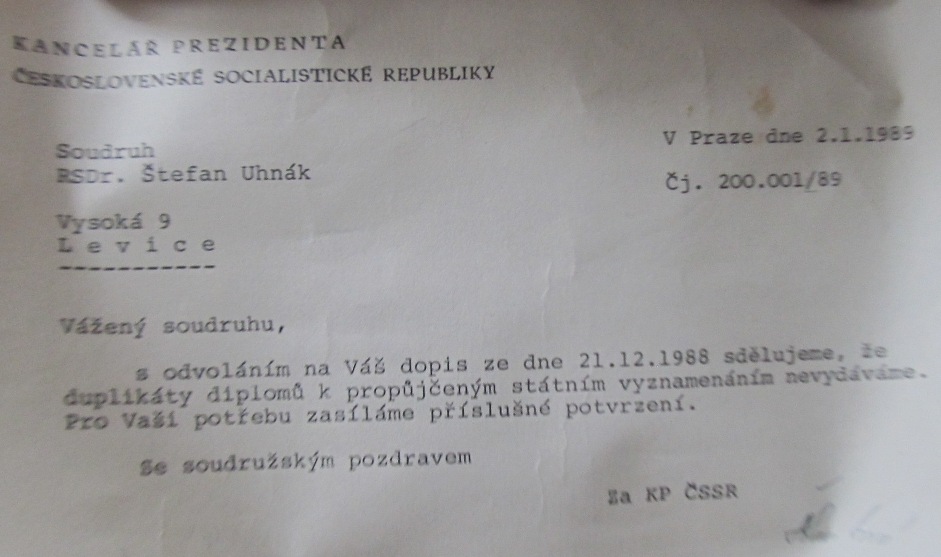 KANCELÁŘ PREZIDENTA
ČESKOSLOVENSKÉ SOCIALISTICKÉ REPUBLIKY
V Praze dne 2.1.1989
Soudruh
RSDr. Štefan Uhnák
Čj. 200.001/89
Vysoká 9
L e v i c e
-----------
Vážený soudruhu,
s odvoláním na Váš dopis ze dne 21.12.1988 sdělujeme, že
duplikáty diplomů k propůjčeným státním vyznamenáním nevydáváme.
Pro Vaši potřebu zasíláme příslušné potvrzení.
Se soudružským pozdravem
Za KP ČSSR